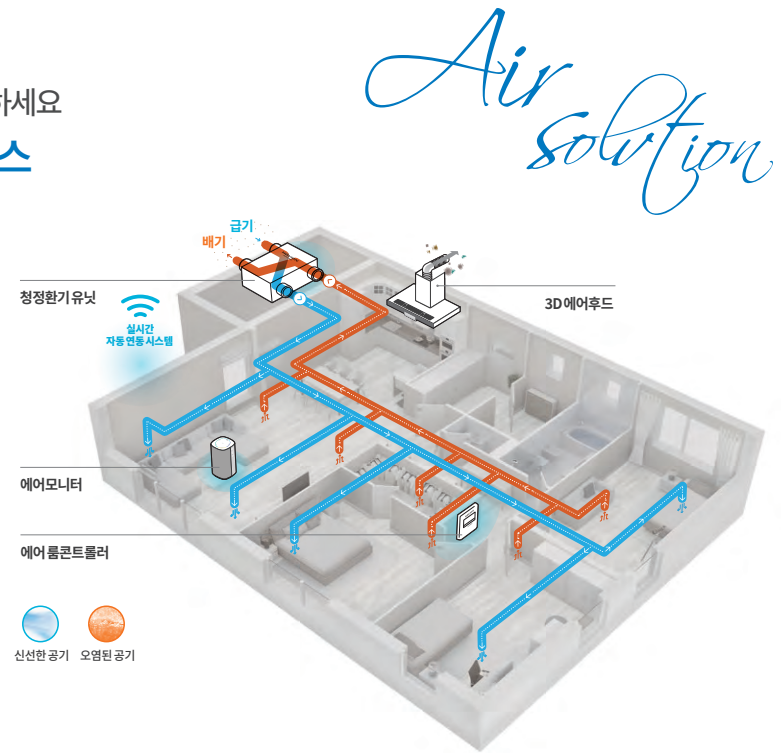 Air
solution
하세요
스
급기
배기
청정환기 유닛
3D 에어후드
실시간
자동 연동 시스템
에어모니터
에어 룸콘트롤러
신선한 공기 오염된 공기